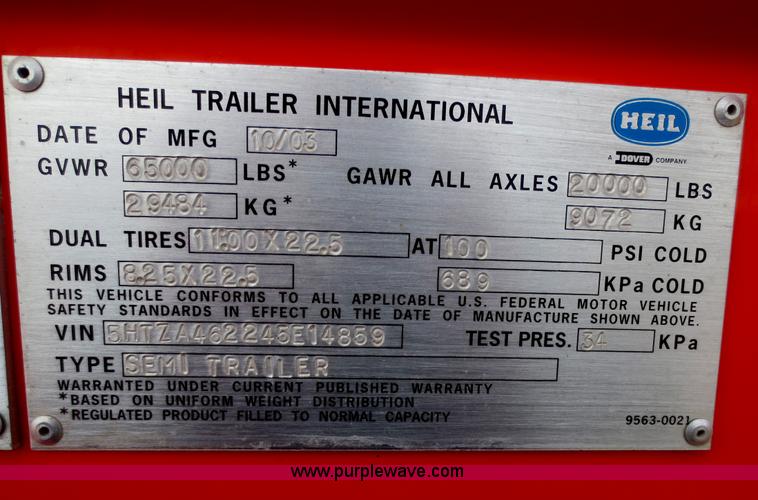 HEIL TRAILER INTERNATIONAL
HEIL
A DOVER COMPANY
DATE OF MFG 10/03
GVWR 65000 LBS* GAWR ALL AXLES 20000 LBS
29484 KG* 9072 KG
DUAL TIRES 11:00X22.5 AT 100 PSI COLD
RIMS 8.25X22.5 689 KPa COLD
THIS VEHICLE CONFORMS TO ALL APPLICABLE U.S. FEDERAL MOTOR VEHICLE
SAFETY STANDARDS IN EFFECT ON THE DATE OF MANUFACTURE SHOWN ABOVE.
VIN 5HTZA462245E14859 TEST PRES. 34 KPa
TYPE SEMI TRAILER
WARRANTED UNDER CURRENT PUBLISHED WARRANTY
*BASED ON UNIFORM WEIGHT DISTRIBUTION
*REGULATED PRODUCT FILLED TO NORMAL CAPACITY
9563-0021
www.purplewave.com